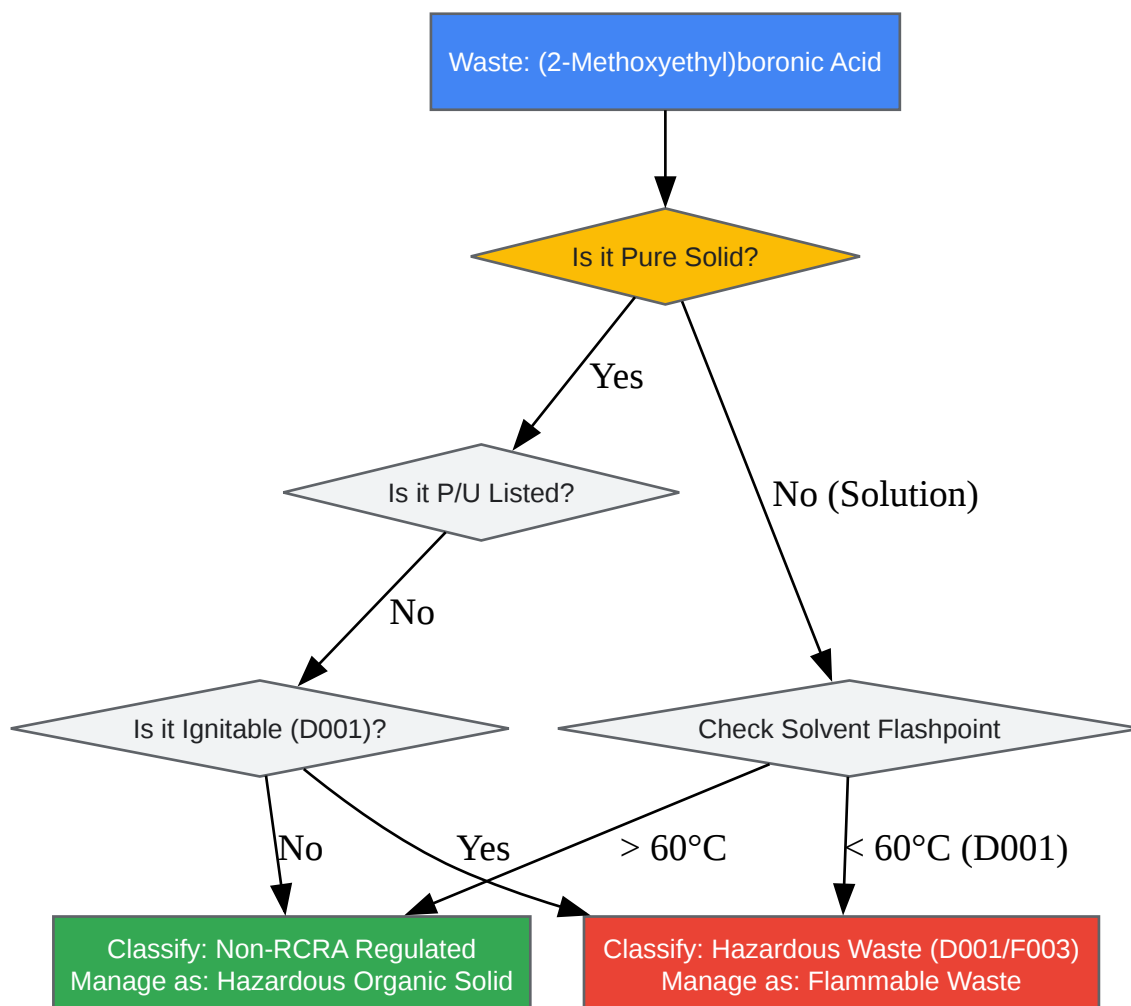 Waste: (2-Methoxyethyl)boronic Acid
Is it Pure Solid?
Yes
No (Solution)
Is it P/U Listed?
No
Is it Ignitable (D001)?
Check Solvent Flashpoint
No
Yes
> 60°C
< 60°C (D001)
Classify: Non-RCRA Regulated
Manage as: Hazardous Organic Solid
Classify: Hazardous Waste (D001/F003)
Manage as: Flammable Waste